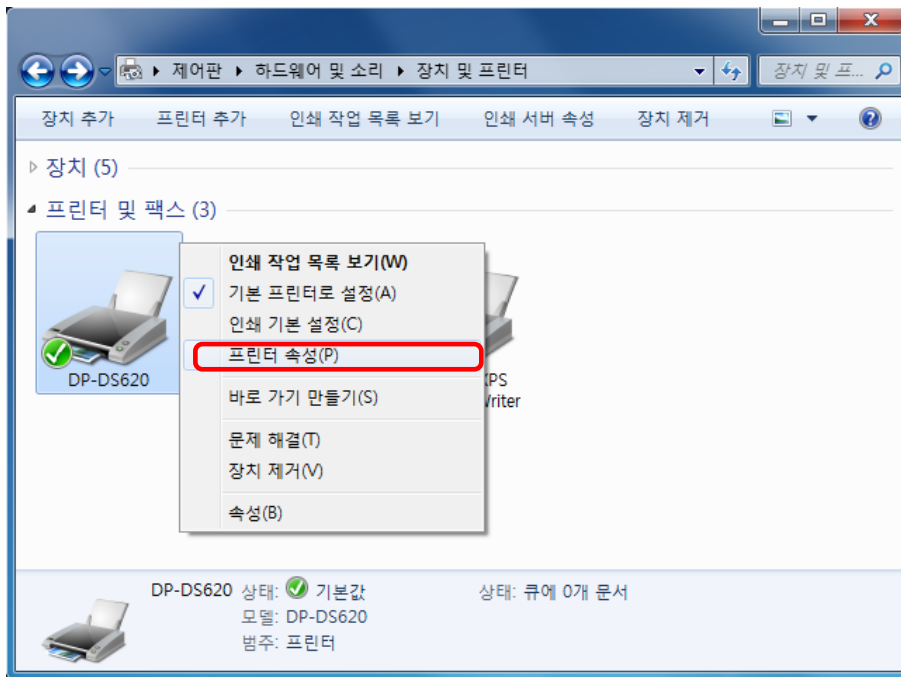 제어판 ▸ 하드웨어 및 소리 ▸ 장치 및 프린터
장치 및 프...
장치 추가 프린터 추가 인쇄 작업 목록 보기 인쇄 서버 속성 장치 제거
장치 (5)
프린터 및 팩스 (3)
DP-DS620
인쇄 작업 목록 보기(W)
기본 프린터로 설정(A)
인쇄 기본 설정(C)
프린터 속성(P)
바로 가기 만들기(S)
문제 해결(T)
장치 제거(V)
속성(B)
DP-DS620 상태: 기본값 상태: 큐에 0개 문서
모델: DP-DS620
범주: 프린터